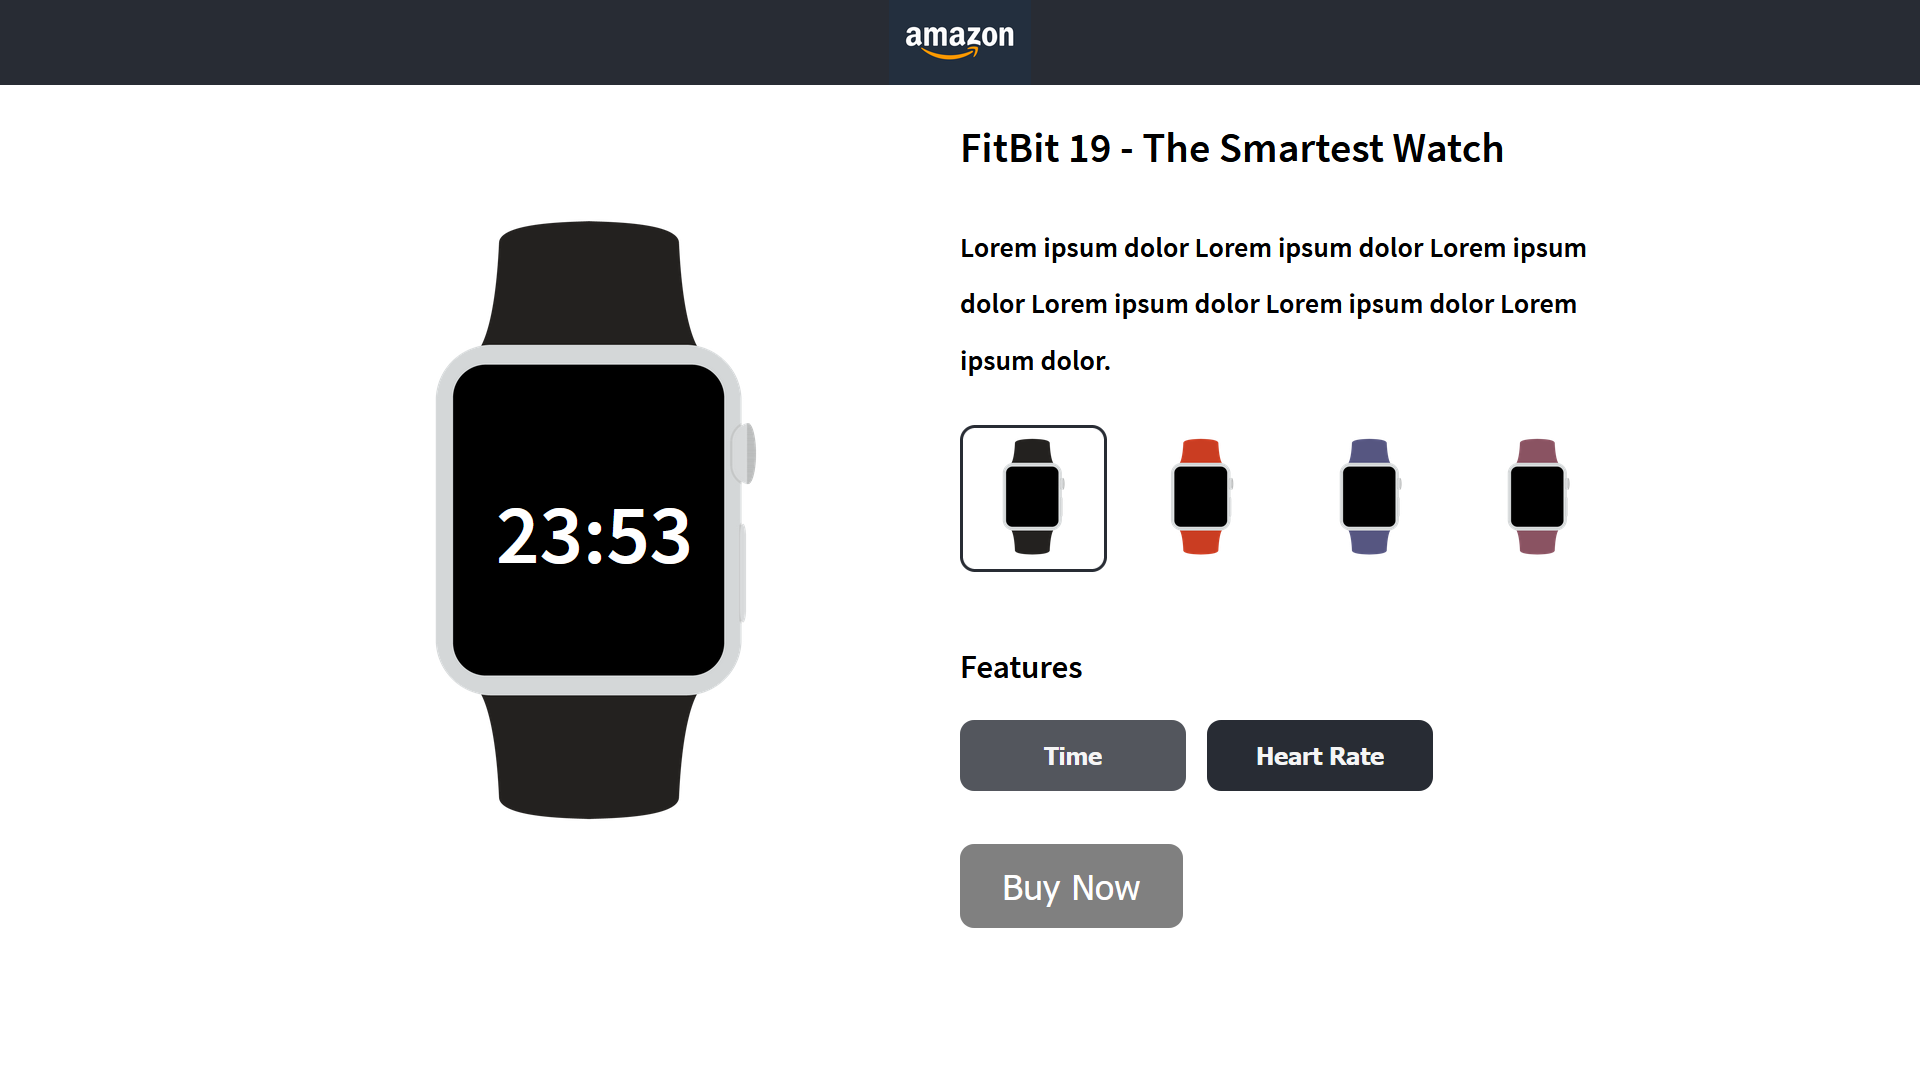 amazon
FitBit 19 - The Smartest Watch
Lorem ipsum dolor Lorem ipsum dolor Lorem ipsum
dolor Lorem ipsum dolor Lorem ipsum dolor Lorem
ipsum dolor.
23:53
Features
Time
Heart Rate
Buy Now